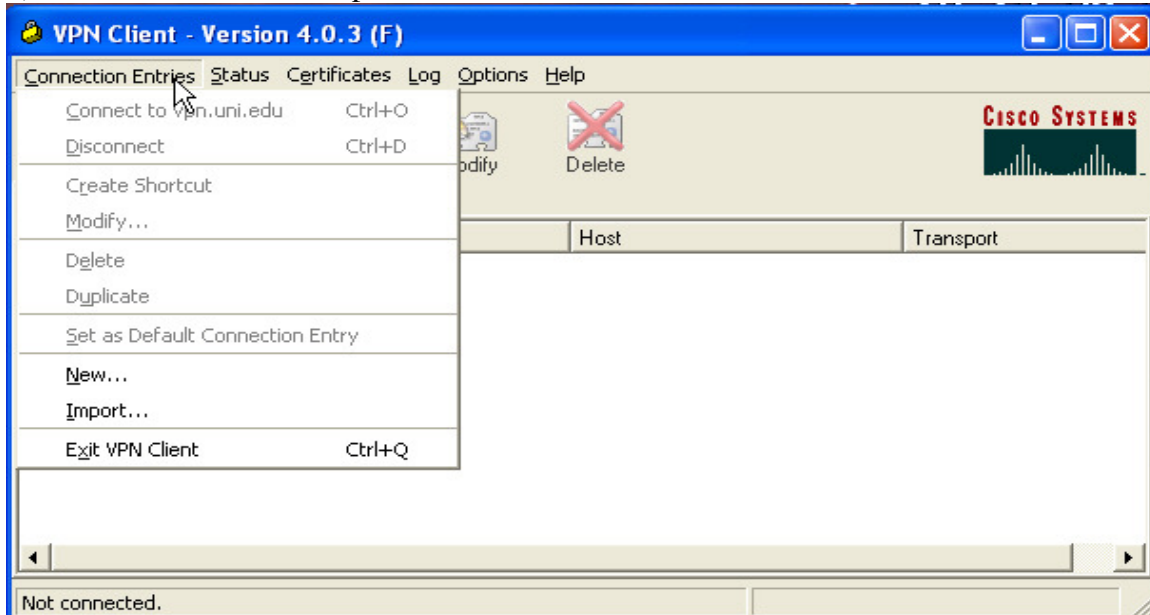 VPN Client - Version 4.0.3 (F)
Connection Entries Status Certificates Log Options Help
Connect to vpn.uni.edu Ctrl+O
Disconnect Ctrl+D
Create Shortcut
Modify...
Delete
Duplicate
Set as Default Connection Entry
New...
Import...
Exit VPN Client Ctrl+Q
odify Delete
CISCO SYSTEMS
Host Transport
Not connected.